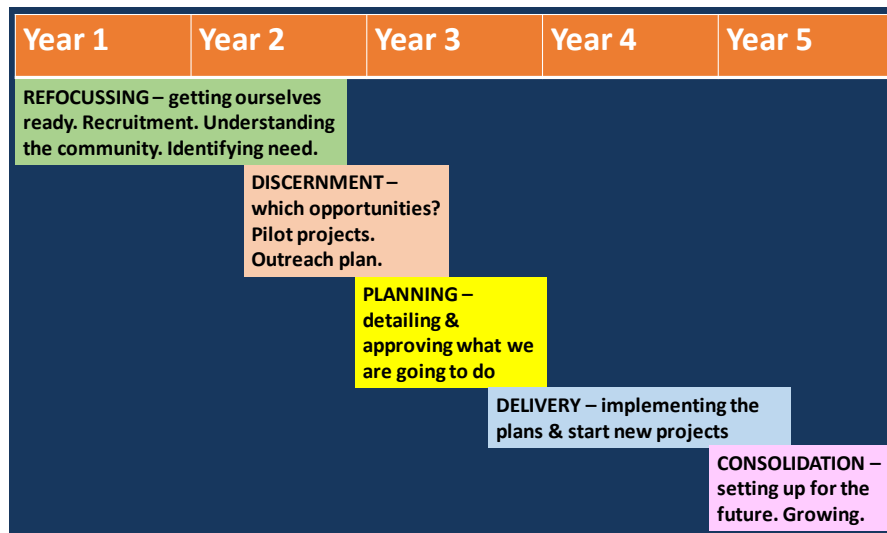 Year 1 Year 2 Year 3 Year 4 Year 5
REFOCUSSING – getting ourselves
ready. Recruitment. Understanding
the community. Identifying need.
DISCERNMENT –
which opportunities?
Pilot projects.
Outreach plan.
PLANNING –
detailing &
approving what we
are going to do
DELIVERY – implementing the
plans & start new projects
CONSOLIDATION –
setting up for the
future. Growing.